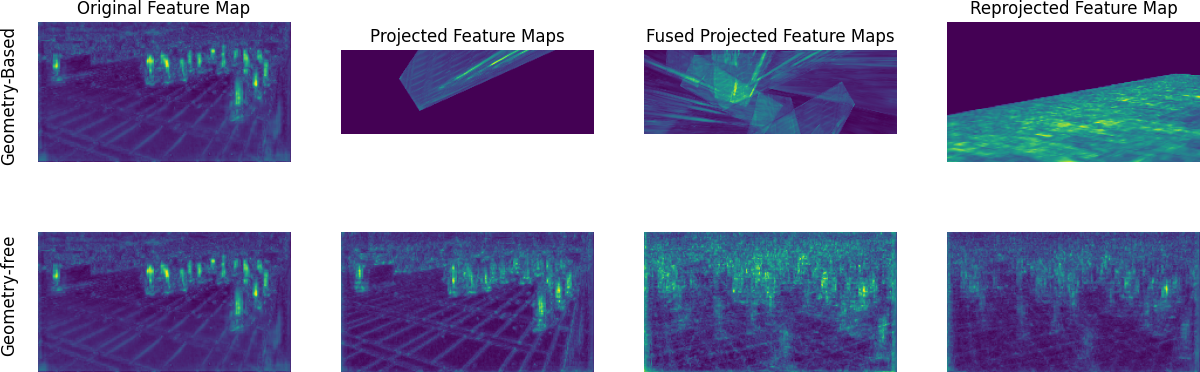 Original Feature Map
Projected Feature Maps
Fused Projected Feature Maps
Reprojected Feature Map
Geometry-Based
Geometry-free